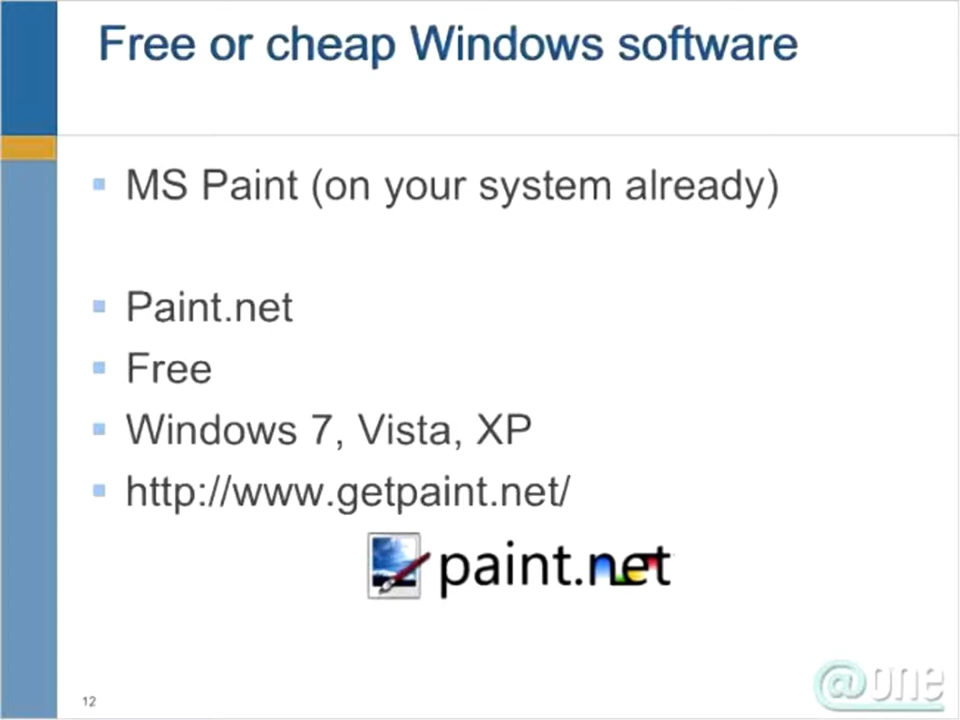 Free or cheap Windows software
MS Paint (on your system already)
Paint.net
Free
Windows 7, Vista, XP
http://www.getpaint.net/
paint.net
12
@one